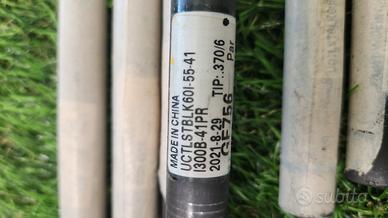 MADE IN CHINA
UCTLSTBLK60I-55-41
I300B-41PR
TIP:.370/6
2021-8-29
Par
GF756
subito